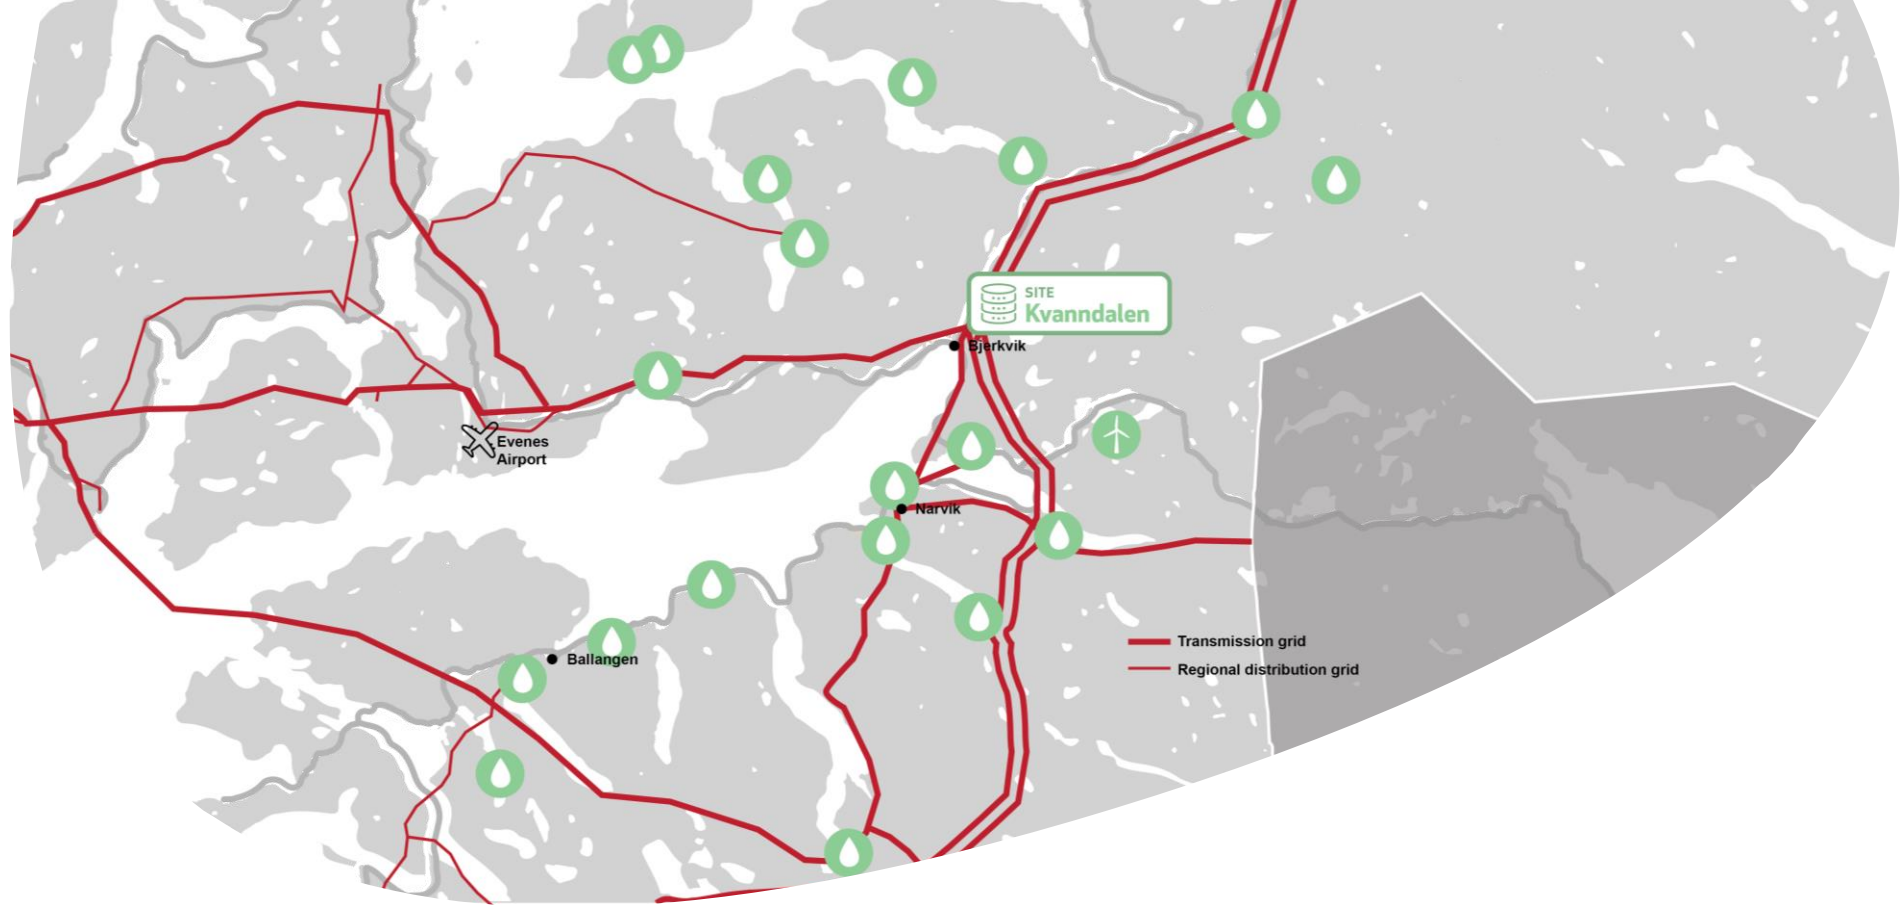 SITE
Kvanndalen
Bjerkvik
Evenes
Airport
Narvik
Ballangen
Transmission grid
Regional distribution grid